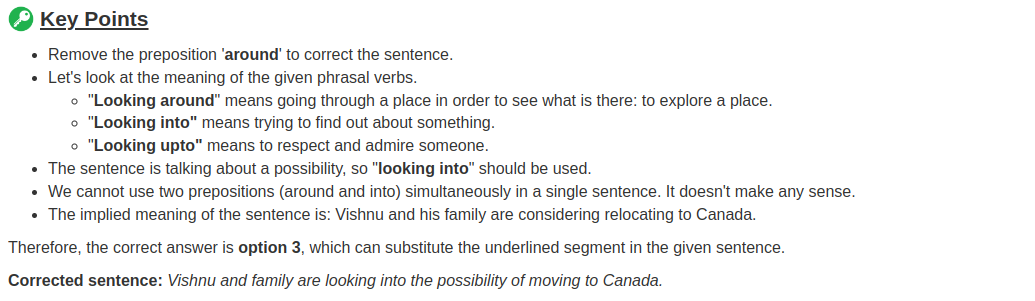 Key Points
• Remove the preposition 'around' to correct the sentence.
• Let's look at the meaning of the given phrasal verbs.
◦ "Looking around" means going through a place in order to see what is there: to explore a place.
◦ "Looking into" means trying to find out about something.
◦ "Looking upto" means to respect and admire someone.
• The sentence is talking about a possibility, so "looking into" should be used.
• We cannot use two prepositions (around and into) simultaneously in a single sentence. It doesn't make any sense.
• The implied meaning of the sentence is: Vishnu and his family are considering relocating to Canada.
Therefore, the correct answer is option 3, which can substitute the underlined segment in the given sentence.
Corrected sentence: Vishnu and family are looking into the possibility of moving to Canada.